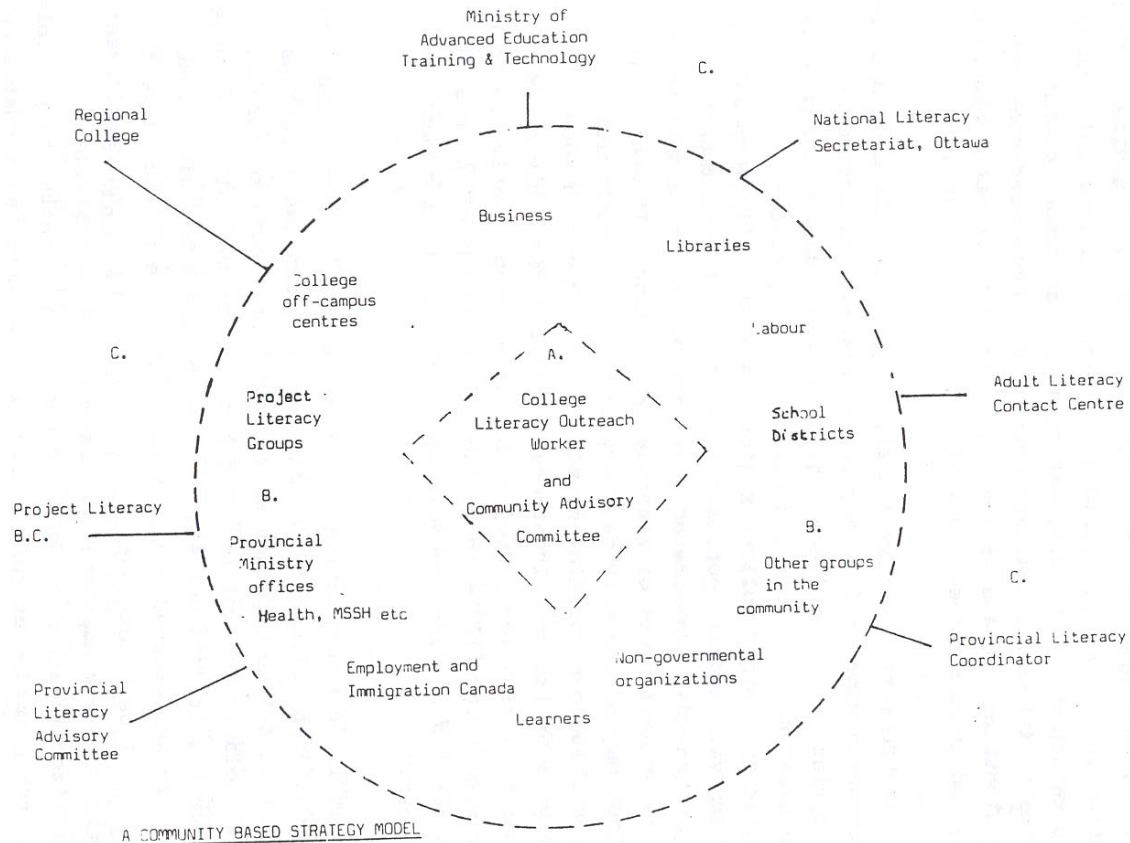 Ministry of
Advanced Education
Training & Technology
C.
Regional
College
National Literacy
Secretariat, Ottawa
Business
Libraries
College
off-campus
centres
Labour
C.
A.
College
Literacy Outreach
Worker
and
Community Advisory
Committee
Project
Literacy
Groups
School
Districts
Adult Literacy
Contact Centre
B.
Project Literacy
B.C.
Provincial
Ministry
offices
Health, MSSH etc
B.
Other groups
in the
community
C.
Provincial Literacy
Coordinator
Employment and
Immigration Canada
Non-governmental
organizations
Learners
Provincial
Literacy
Advisory
Committee
A COMMUNITY BASED STRATEGY MODEL